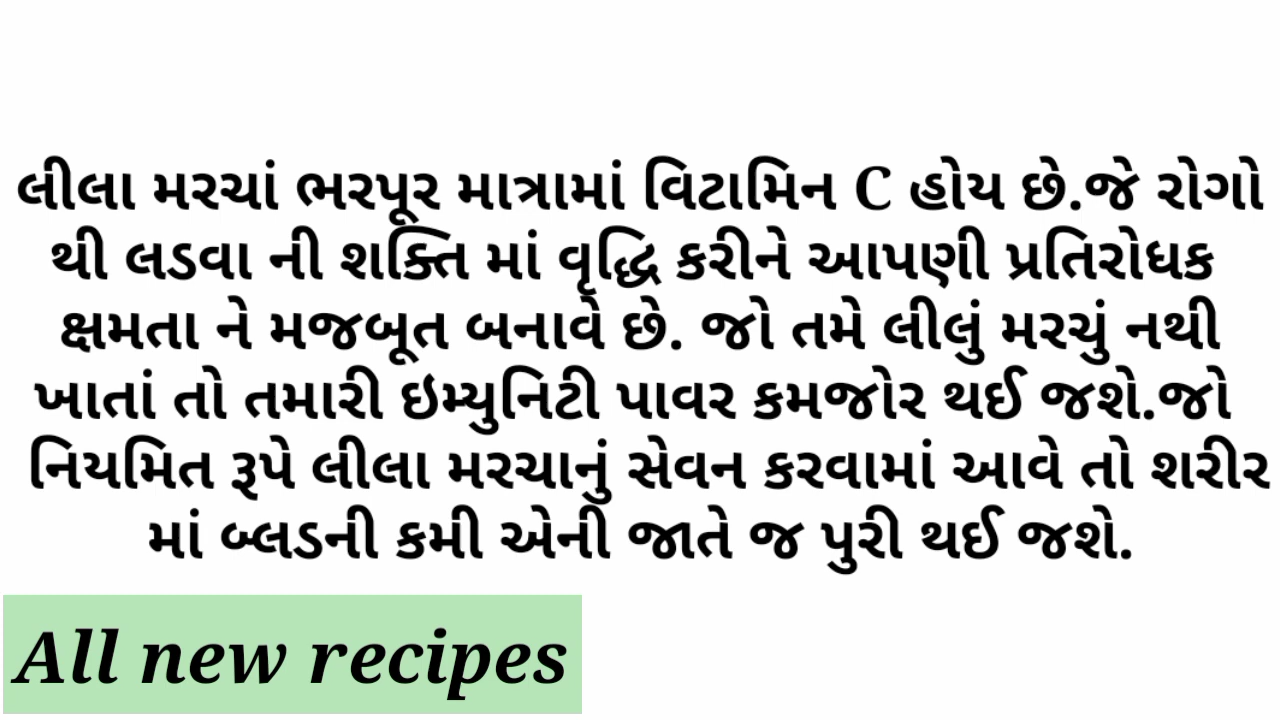 લીલા મરચાં ભરપૂર માત્રામાં વિટામિન C હોય છે.જે રોગો
થી લડવા ની શક્તિ માં વૃદ્ધિ કરીને આપણી પ્રતિરોધક
ક્ષમતા ને મજબૂત બનાવે છે. જો તમે લીલું મરચું નથી
ખાતાં તો તમારી ઇમ્યુનિટી પાવર કમજોર થઈ જશે.જો
નિયમિત રૂપે લીલા મરચાનું સેવન કરવામાં આવે તો શરીર
માં બ્લડની કમી એની જાતે જ પુરી થઈ જશે.
All new recipes